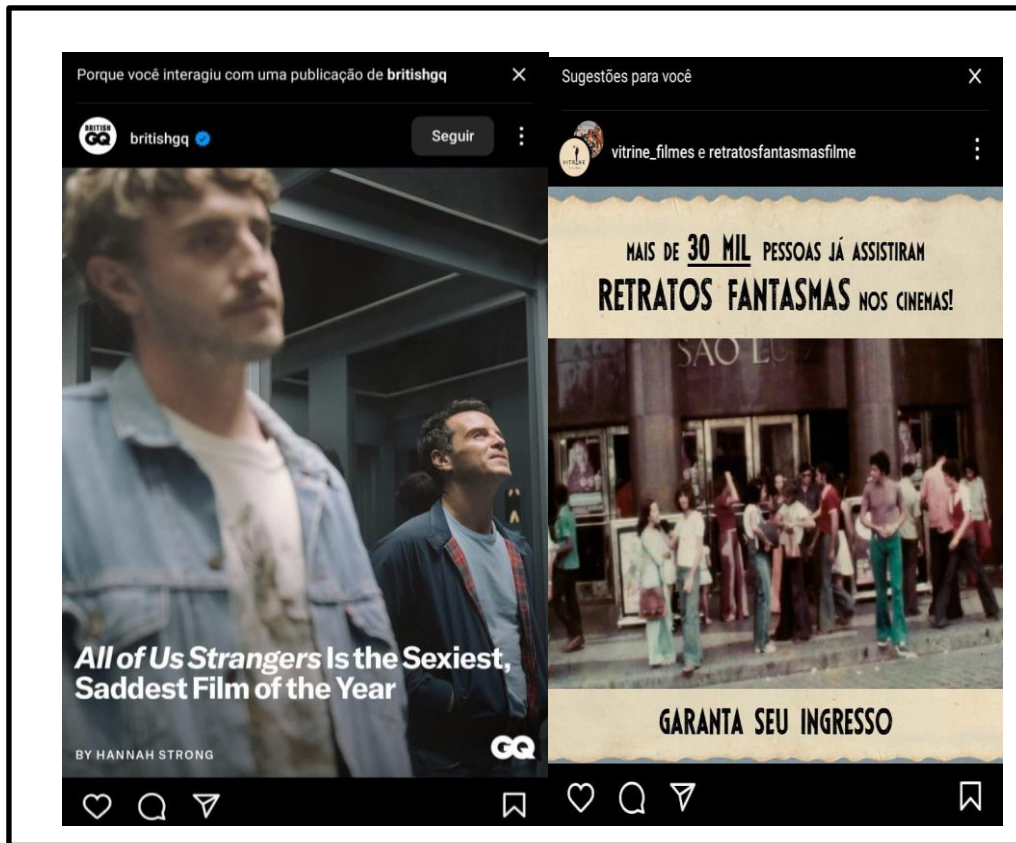 Porque você interagiu com uma publicação de britishgq
BRITISH
GQ
britishgq
Seguir
All of Us Strangers Is the Sexiest,
Saddest Film of the Year
BY HANNAH STRONG
GQ
Sugestões para você
VITRINE
vitrine_filmes e retratosfantasmasfilme
MAIS DE 30 MIL PESSOAS JÁ ASSISTIRAM
RETRATOS FANTASMAS NOS CINEMAS!
SAO LU
GARANTA SEU INGRESSO